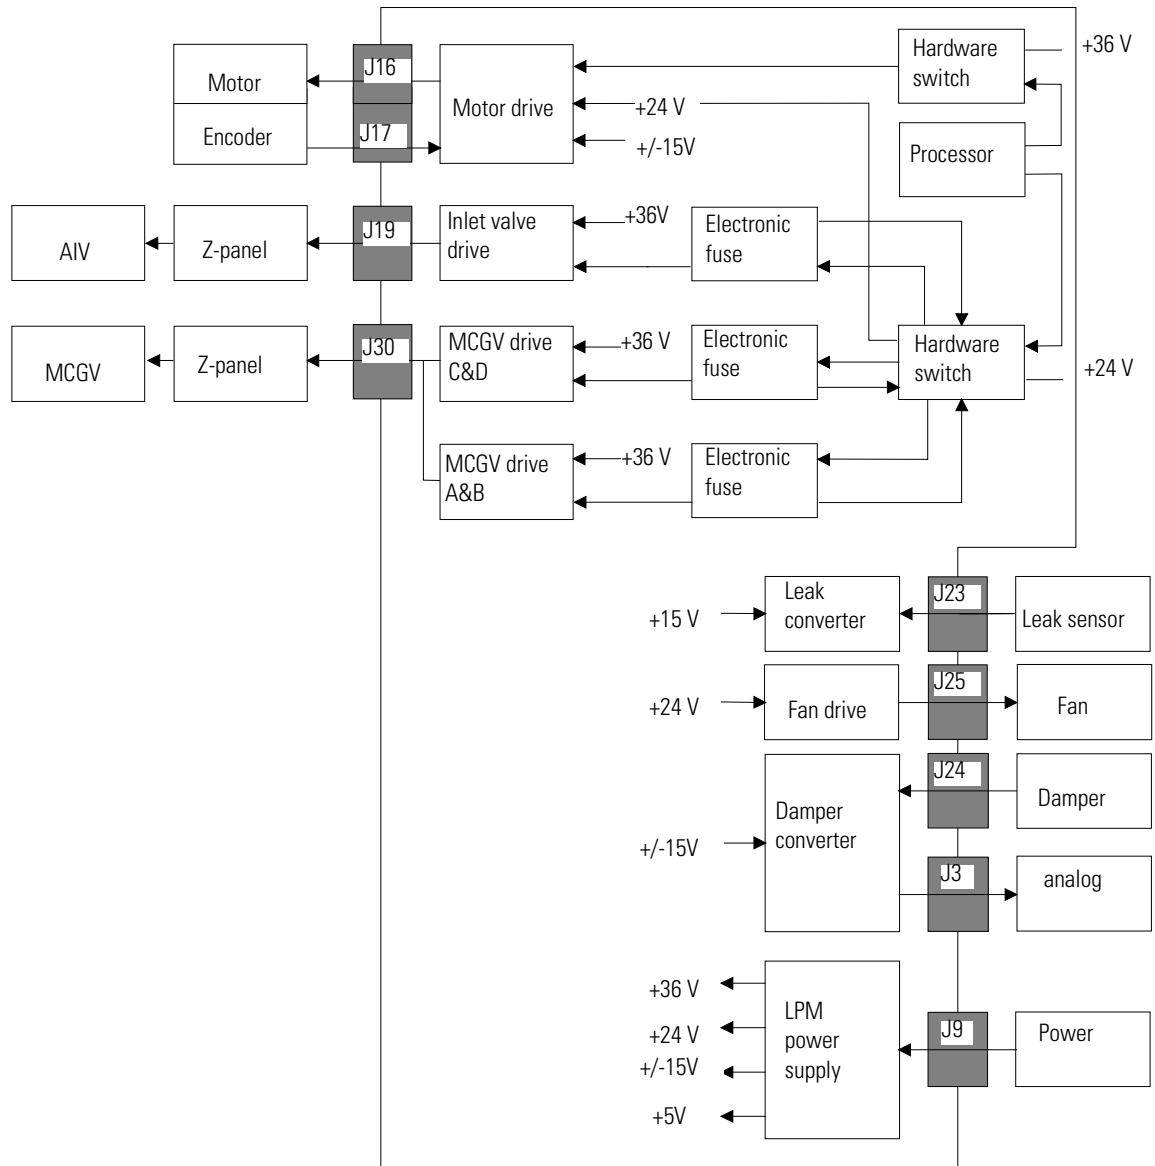 Motor
J16
Motor drive
Hardware
switch
+36 V
Encoder
J17
+24 V
+/-15V
Processor
AIV
Z-panel
J19
Inlet valve
drive
+36V
Electronic
fuse
MCGV
Z-panel
J30
MCGV drive
C&D
+36 V
Electronic
fuse
Hardware
switch
+24 V
MCGV drive
A&B
+36 V
Electronic
fuse
+15 V
Leak
converter
J23
Leak sensor
+24 V
Fan drive
J25
Fan
+/-15V
Damper
converter
J24
Damper
J3
analog
+36 V
+24 V
+/-15V
+5V
LPM
power
supply
J9
Power